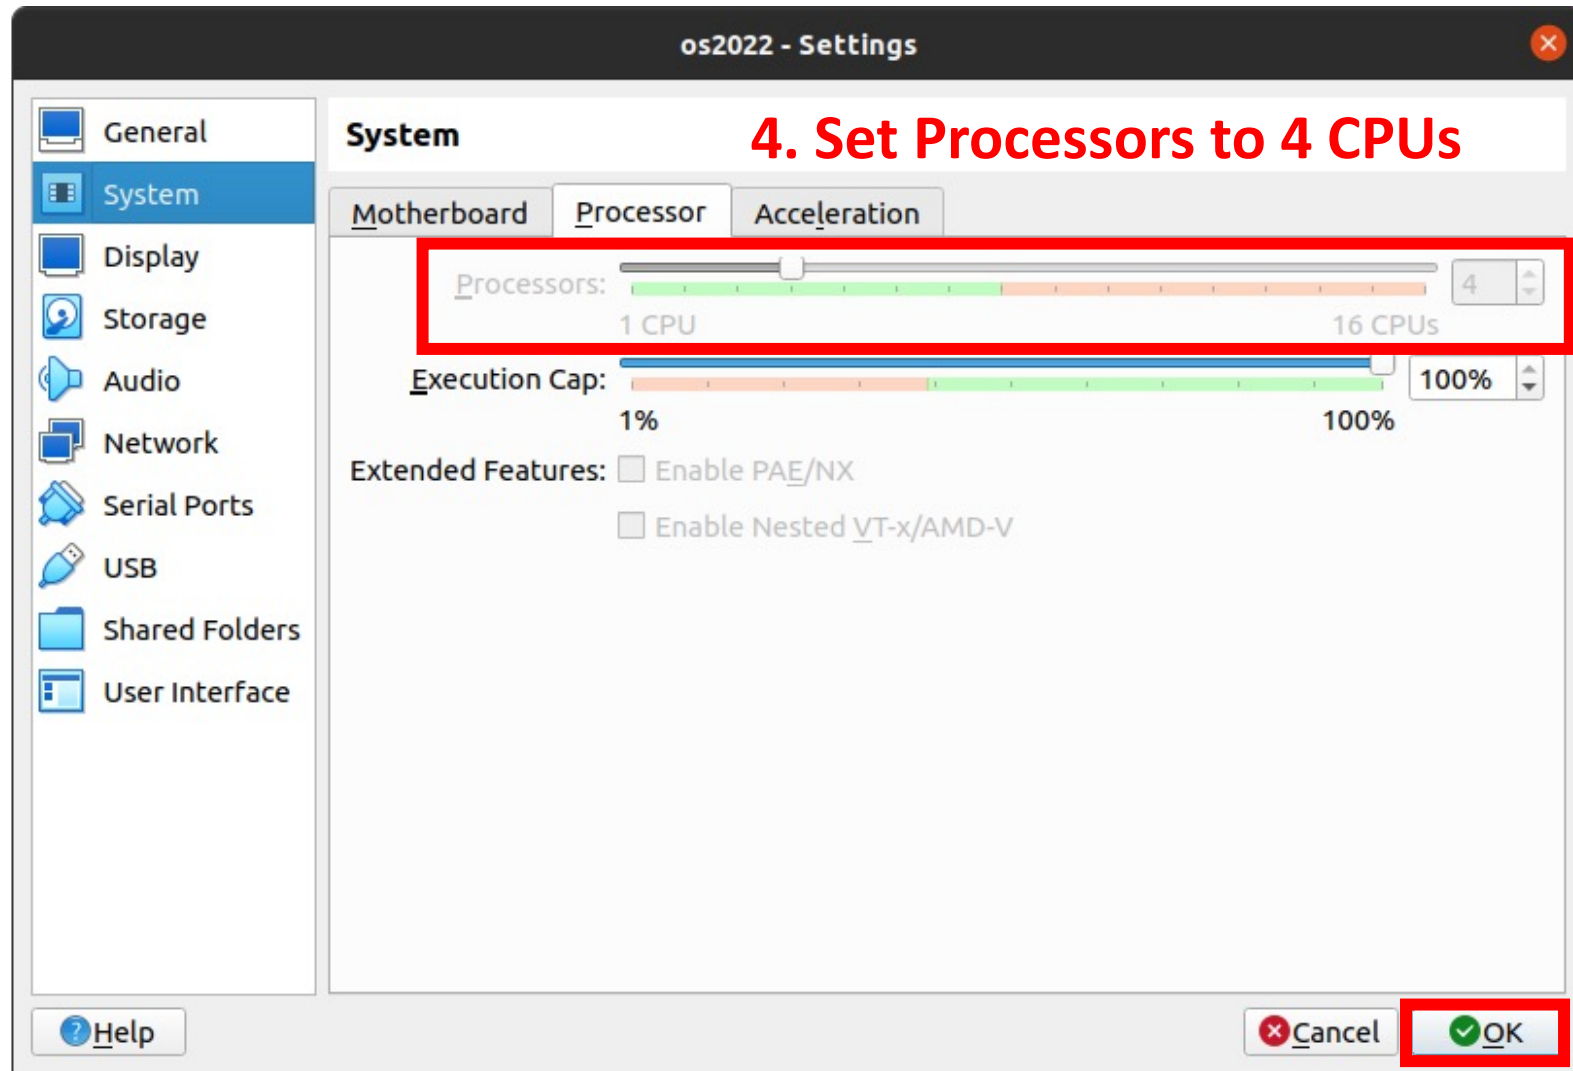 os2022 - Settings
General
System
Display
Storage
Audio
Network
Serial Ports
USB
Shared Folders
User Interface
System
4. Set Processors to 4 CPUs
Motherboard Processor Acceleration
Processors: 4
1 CPU 16 CPUs
Execution Cap: 100%
1% 100%
Extended Features: Enable PAE/NX
Enable Nested VT-x/AMD-V
Help Cancel OK